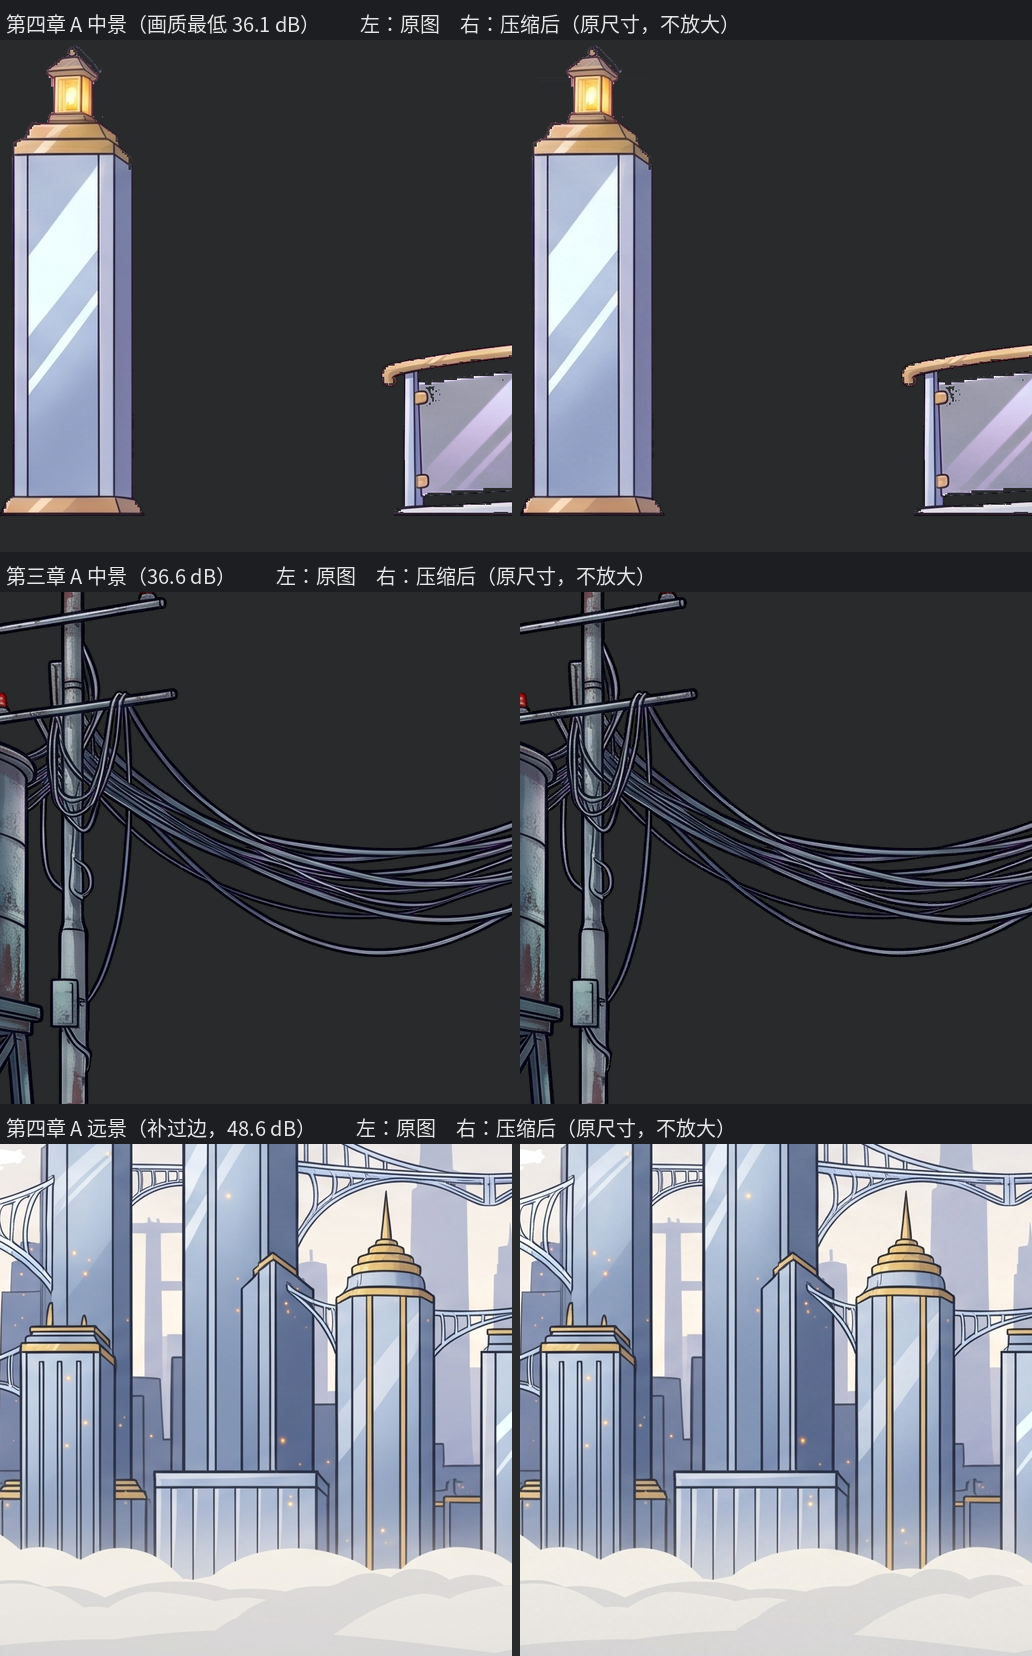 第四章 A 中景（画质最低 36.1 dB） 左：原图 右：压缩后（原尺寸，不放大）
第三章 A 中景（36.6 dB） 左：原图 右：压缩后（原尺寸，不放大）
第四章 A 远景（补过边，48.6 dB） 左：原图 右：压缩后（原尺寸，不放大）